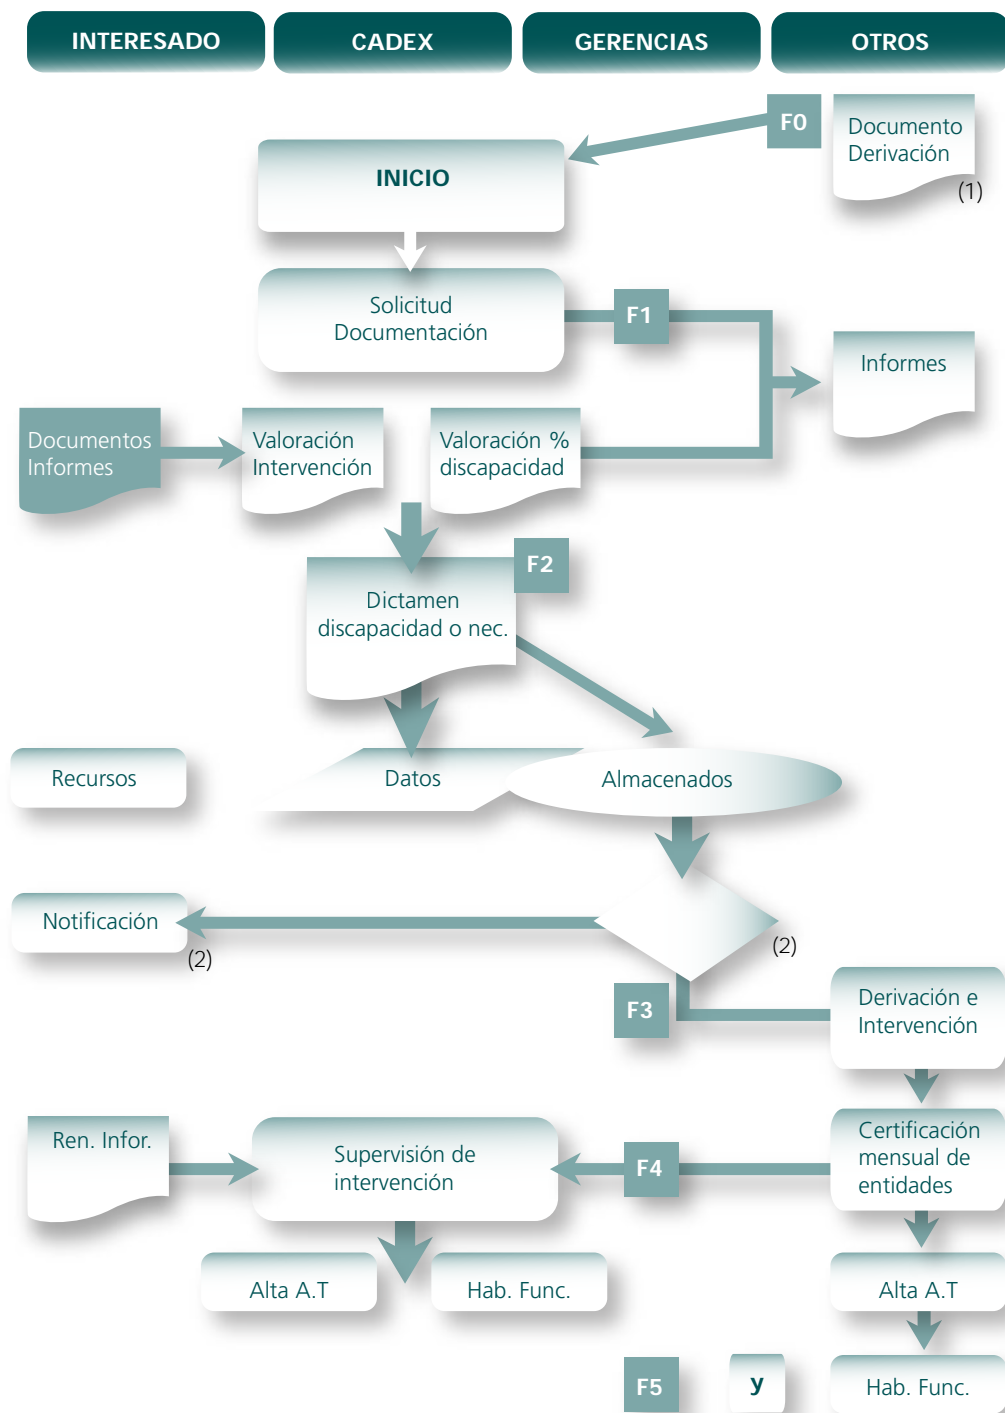 INTERESADO
CADEX
GERENCIAS
OTROS
F0
Documento
Derivación
(1)
INICIO
Solicitud
Documentación
F1
Informes
Documentos
Informes
Valoración
Intervención
Valoración %
discapacidad
F2
Dictamen
discapacidad o nec.
Recursos
Datos
Almacenados
Notificación
(2)
(2)
F3
Derivación e
Intervención
Ren. Infor.
Supervisión de
intervención
F4
Certificación
mensual de
entidades
Alta A.T
Hab. Func.
Alta A.T
F5
y
Hab. Func.